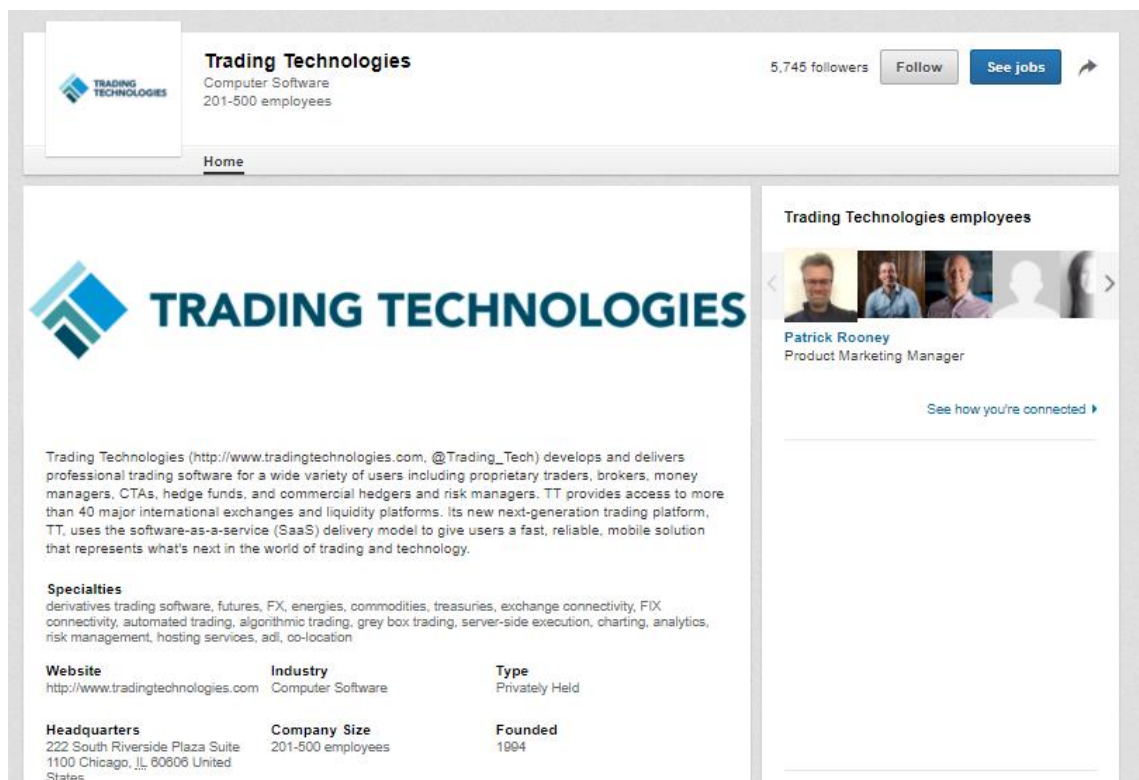 TRADING
TECHNOLOGIES
Trading Technologies
Computer Software
201-500 employees
5,745 followers
Follow
See jobs
Home
TRADING TECHNOLOGIES
Trading Technologies (http://www.tradingtechnologies.com, @Trading_Tech) develops and delivers
professional trading software for a wide variety of users including proprietary traders, brokers, money
managers, CTAs, hedge funds, and commercial hedgers and risk managers. TT provides access to more
than 40 major international exchanges and liquidity platforms. Its new next-generation trading platform,
TT, uses the software-as-a-service (SaaS) delivery model to give users a fast, reliable, mobile solution
that represents what's next in the world of trading and technology.
Specialties
derivatives trading software, futures, FX, energies, commodities, treasuries, exchange connectivity, FIX
connectivity, automated trading, algorithmic trading, grey box trading, server-side execution, charting, analytics,
risk management, hosting services, adl, co-location
Website
http://www.tradingtechnologies.com
Industry
Computer Software
Type
Privately Held
Headquarters
222 South Riverside Plaza Suite
1100 Chicago, IL 60606 United
States
Company Size
201-500 employees
Founded
1994
Trading Technologies employees
Patrick Rooney
Product Marketing Manager
See how you're connected